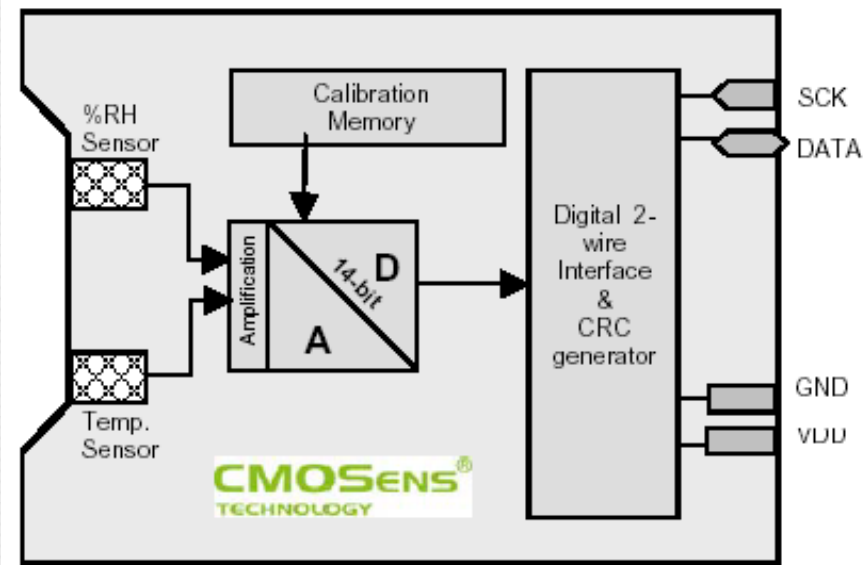 %RH
Sensor
Calibration
Memory
SCK
DATA
Digital 2-
wire
Interface
&
CRC
generator
Amplification
14-bit
D
A
GND
VDD
Temp.
Sensor
CMOSENS®
TECHNOLOGY